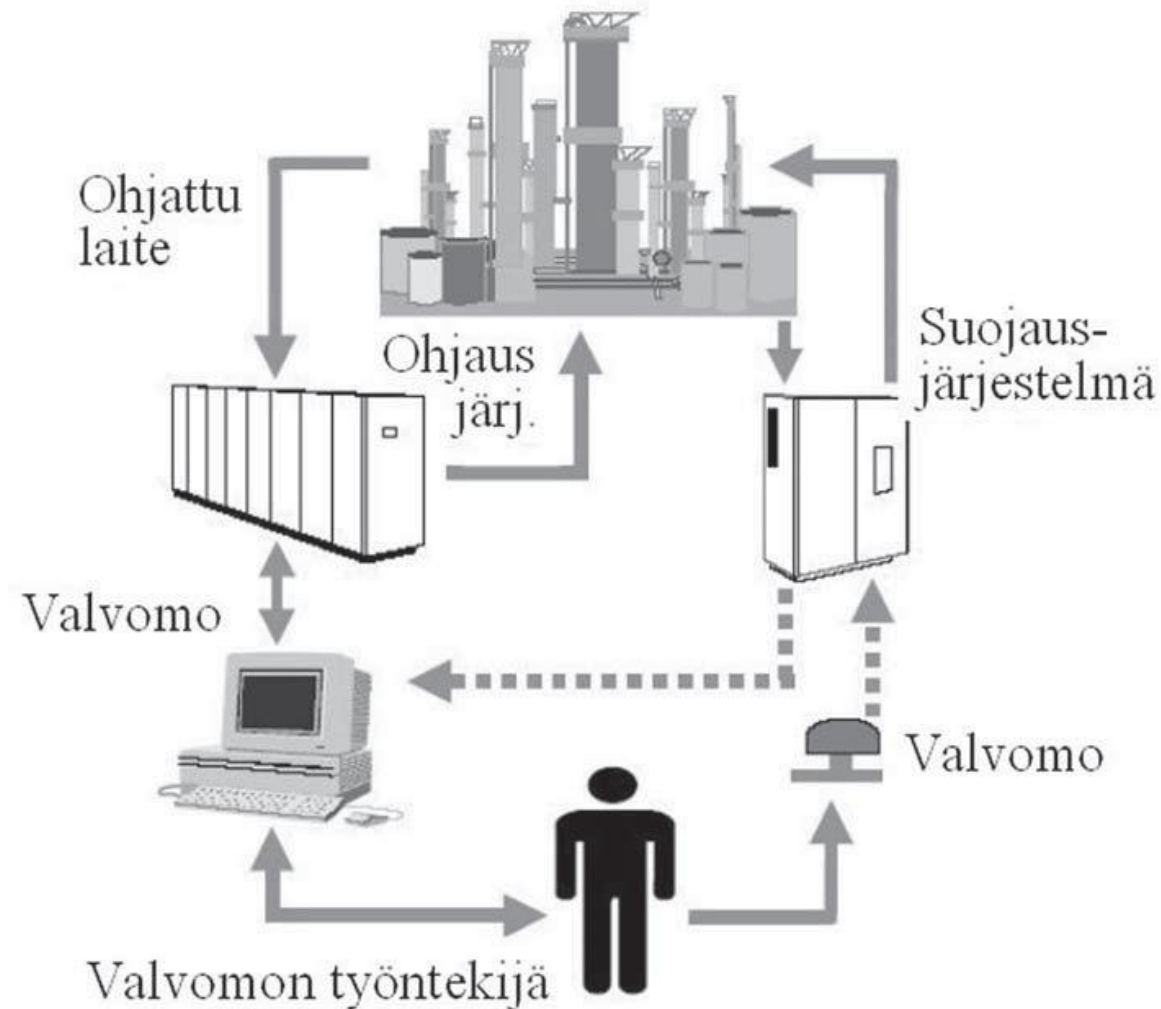 Ohjattu
laite
Ohjaus
järj.
Suojaus-
järjestelmä
Valvomo
Valvomo
Valvomon työntekijä